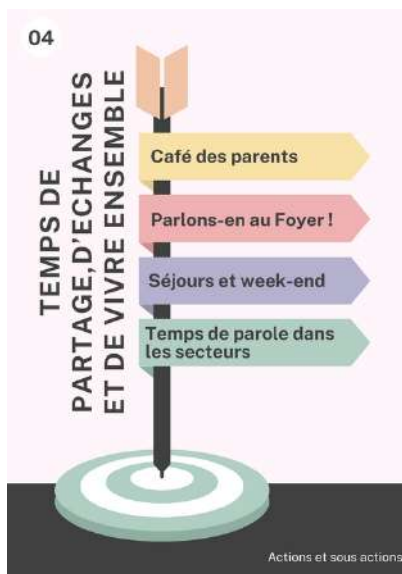 04
TEMPS DE
PARTAGE, D'ECHANGES
ET DE VIVRE ENSEMBLE
Café des parents
Parlons-en au Foyer !
Séjours et week-end
Temps de parole dans
les secteurs
Actions et sous actions